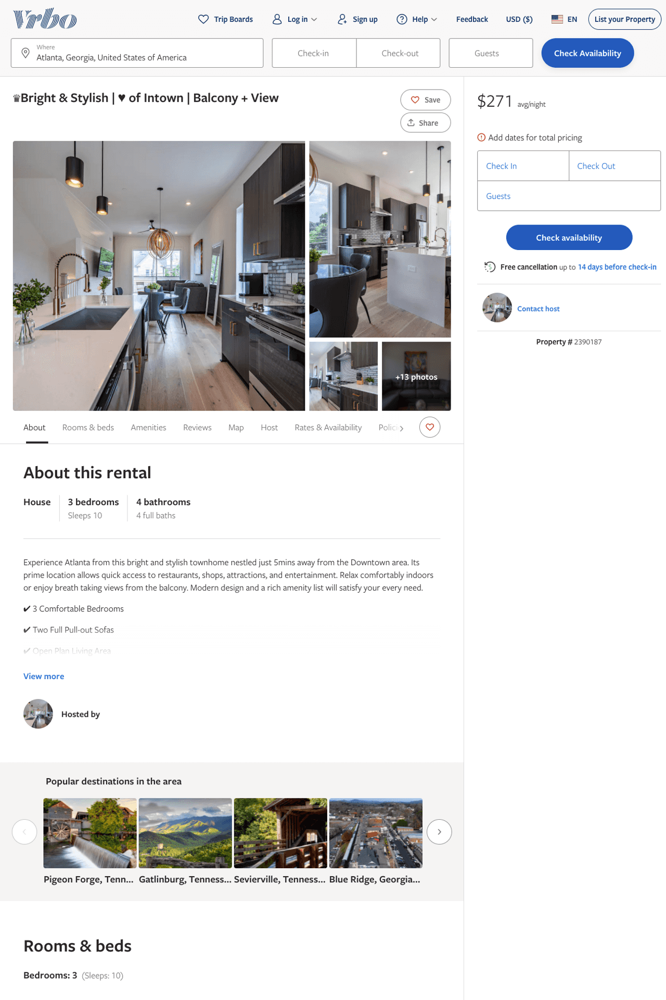 Vrbo
Trip Boards
Log in
Sign up
Help
Feedback
USD ($)
EN
List your Property
Where
Atlanta, Georgia, United States of America
Check-in
Check-out
Guests
Check Availability
♛Bright & Stylish | ♥ of Intown | Balcony + View
Save
Share
+13 photos
$271 avg/night
Add dates for total pricing
Check In
Check Out
Guests
Check availability
Free cancellation up to 14 days before check-in
Contact host
Property # 2390187
About
Rooms & beds
Amenities
Reviews
Map
Host
Rates & Availability
Polici
About this rental
House
3 bedrooms
Sleeps 10
4 bathrooms
4 full baths
Experience Atlanta from this bright and stylish townhome nestled just 5mins away from the Downtown area. Its
prime location allows quick access to restaurants, shops, attractions, and entertainment. Relax comfortably indoors
or enjoy breath taking views from the balcony. Modern design and a rich amenity list will satisfy your every need.
✔ 3 Comfortable Bedrooms
✔ Two Full Pull-out Sofas
✔ Open Plan Living Area
View more
Hosted by
Popular destinations in the area
Pigeon Forge, Tenn...
Gatlinburg, Tenness...
Sevierville, Tenness...
Blue Ridge, Georgia...
Rooms & beds
Bedrooms: 3 (Sleeps: 10)